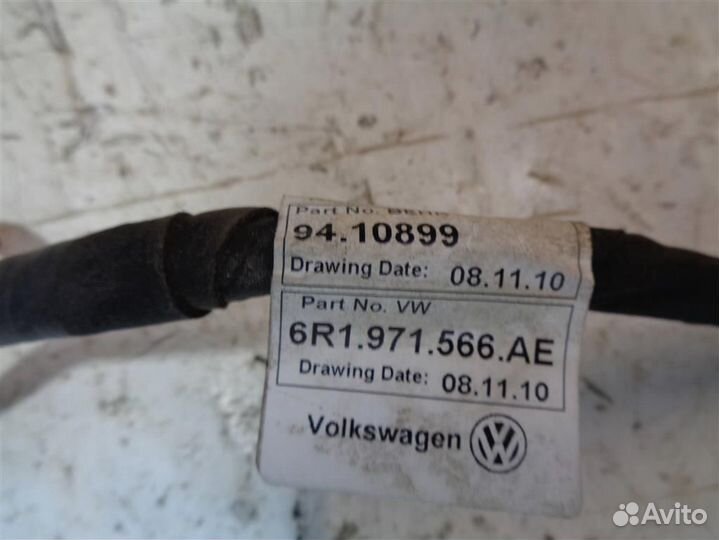 Part No. BEHR
94.10899
Drawing Date: 08.11.10
Part No. VW
6R1.971.566.AE
Drawing Date: 08.11.10
Volkswagen
Avito